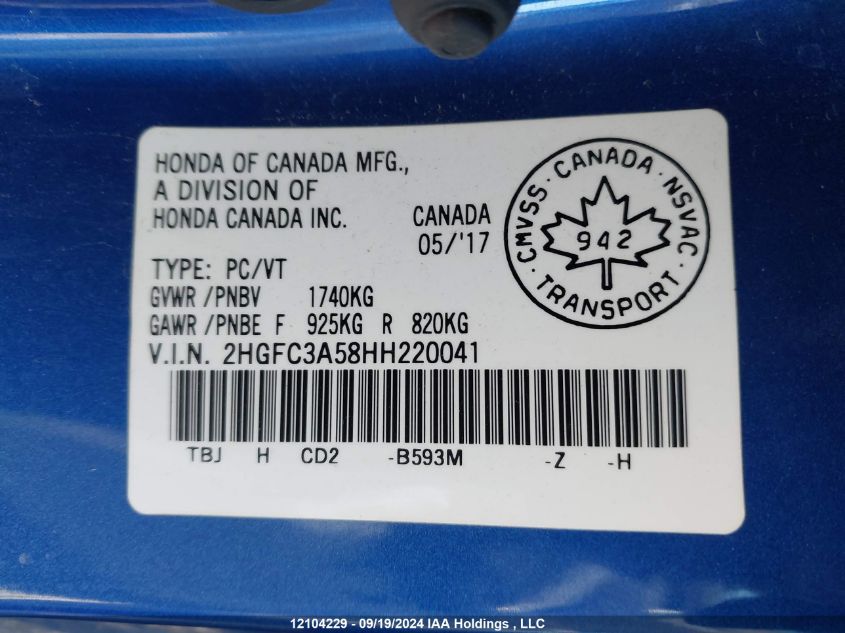 HONDA OF CANADA MFG.,
A DIVISION OF
HONDA CANADA INC. CANADA
05/'17
TYPE: PC/VT
GVWR /PNBV 1740KG
GAWR /PNBE F 925KG R 820KG
V.I.N. 2HGFC3A58HH220041
TBJ H CD2 -B593M -Z -H
CMVSS · CANADA · NSVAC ·
942
TRANSPORT ·
12104229 - 09/19/2024 IAA Holdings , LLC